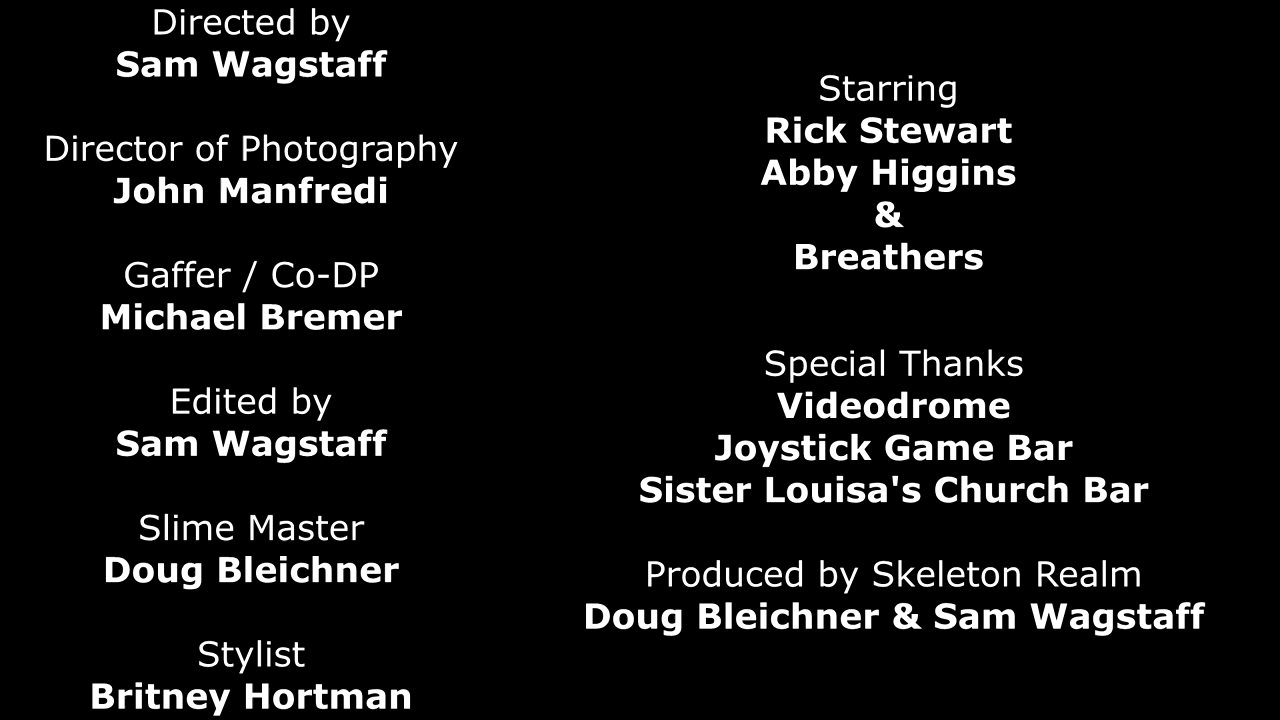 Directed by
Sam Wagstaff
Director of Photography
John Manfredi
Gaffer / Co-DP
Michael Bremer
Edited by
Sam Wagstaff
Slime Master
Doug Bleichner
Stylist
Britney Hortman
Starring
Rick Stewart
Abby Higgins
&
Breathers
Special Thanks
Videodrome
Joystick Game Bar
Sister Louisa's Church Bar
Produced by Skeleton Realm
Doug Bleichner & Sam Wagstaff